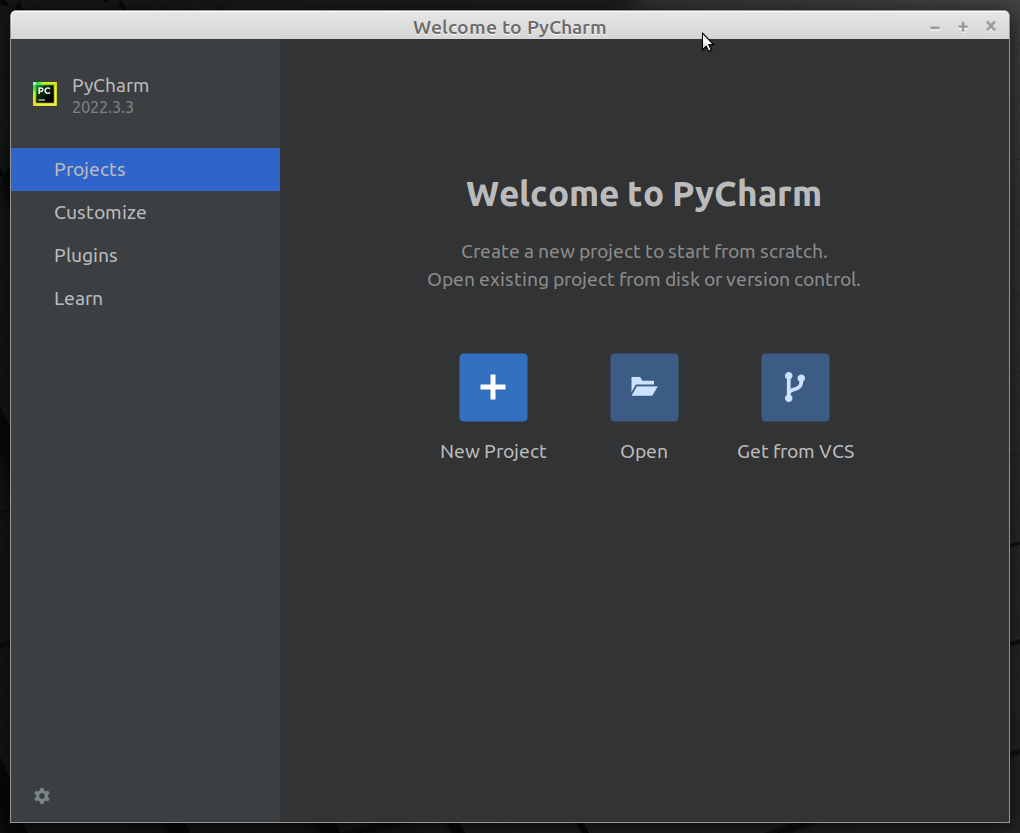 Welcome to PyCharm
PC
PyCharm
2022.3.3
Projects
Customize
Plugins
Learn
Welcome to PyCharm
Create a new project to start from scratch.
Open existing project from disk or version control.
New Project
Open
Get from VCS